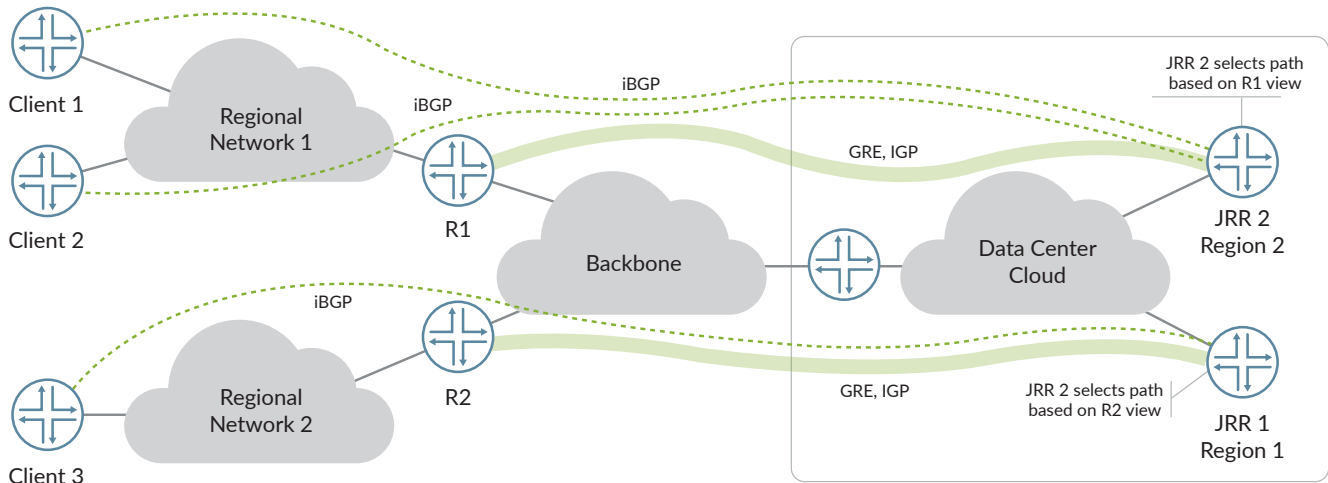 Client 1
Regional
Network 1
iBGP
iBGP
JRR 2 selects path
based on R1 view
Client 2
R1
GRE, IGP
JRR 2
Region 2
Backbone
Data Center
Cloud
iBGP
Client 3
Regional
Network 2
R2
GRE, IGP
JRR 2 selects path
based on R2 view
JRR 1
Region 1